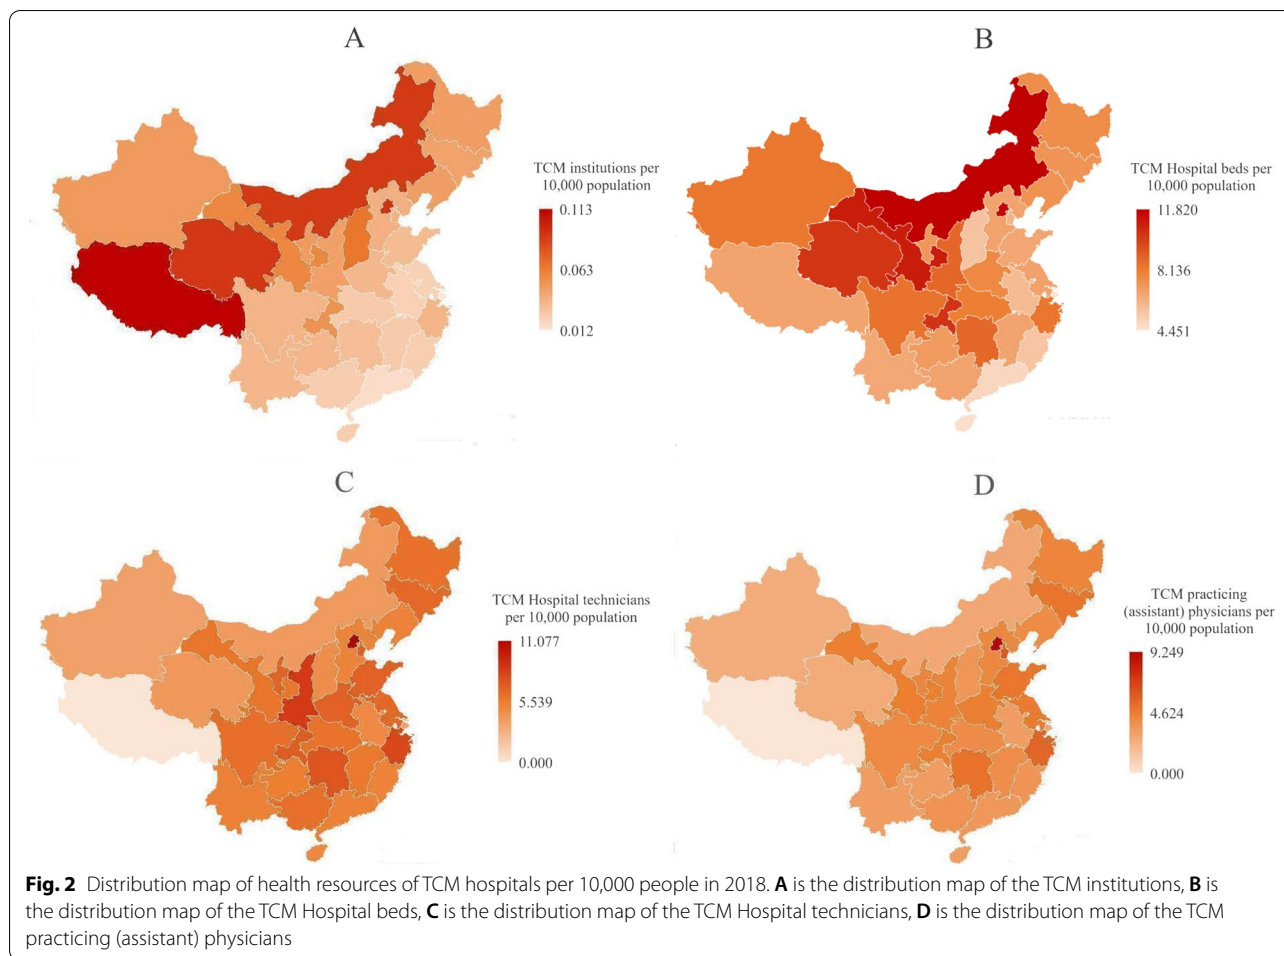 A
TCM institutions per
10,000 population
0.113
0.063
0.012
B
TCM Hospital beds per
10,000 population
11.820
8.136
4.451
C
TCM Hospital technicians
per 10,000 population
11.077
5.539
0.000
D
TCM practicing
(assistant) physicians per
10,000 population
9.249
4.624
0.000
Fig. 2 Distribution map of health resources of TCM hospitals per 10,000 people in 2018. A is the distribution map of the TCM institutions, B is
the distribution map of the TCM Hospital beds, C is the distribution map of the TCM Hospital technicians, D is the distribution map of the TCM
practicing (assistant) physicians